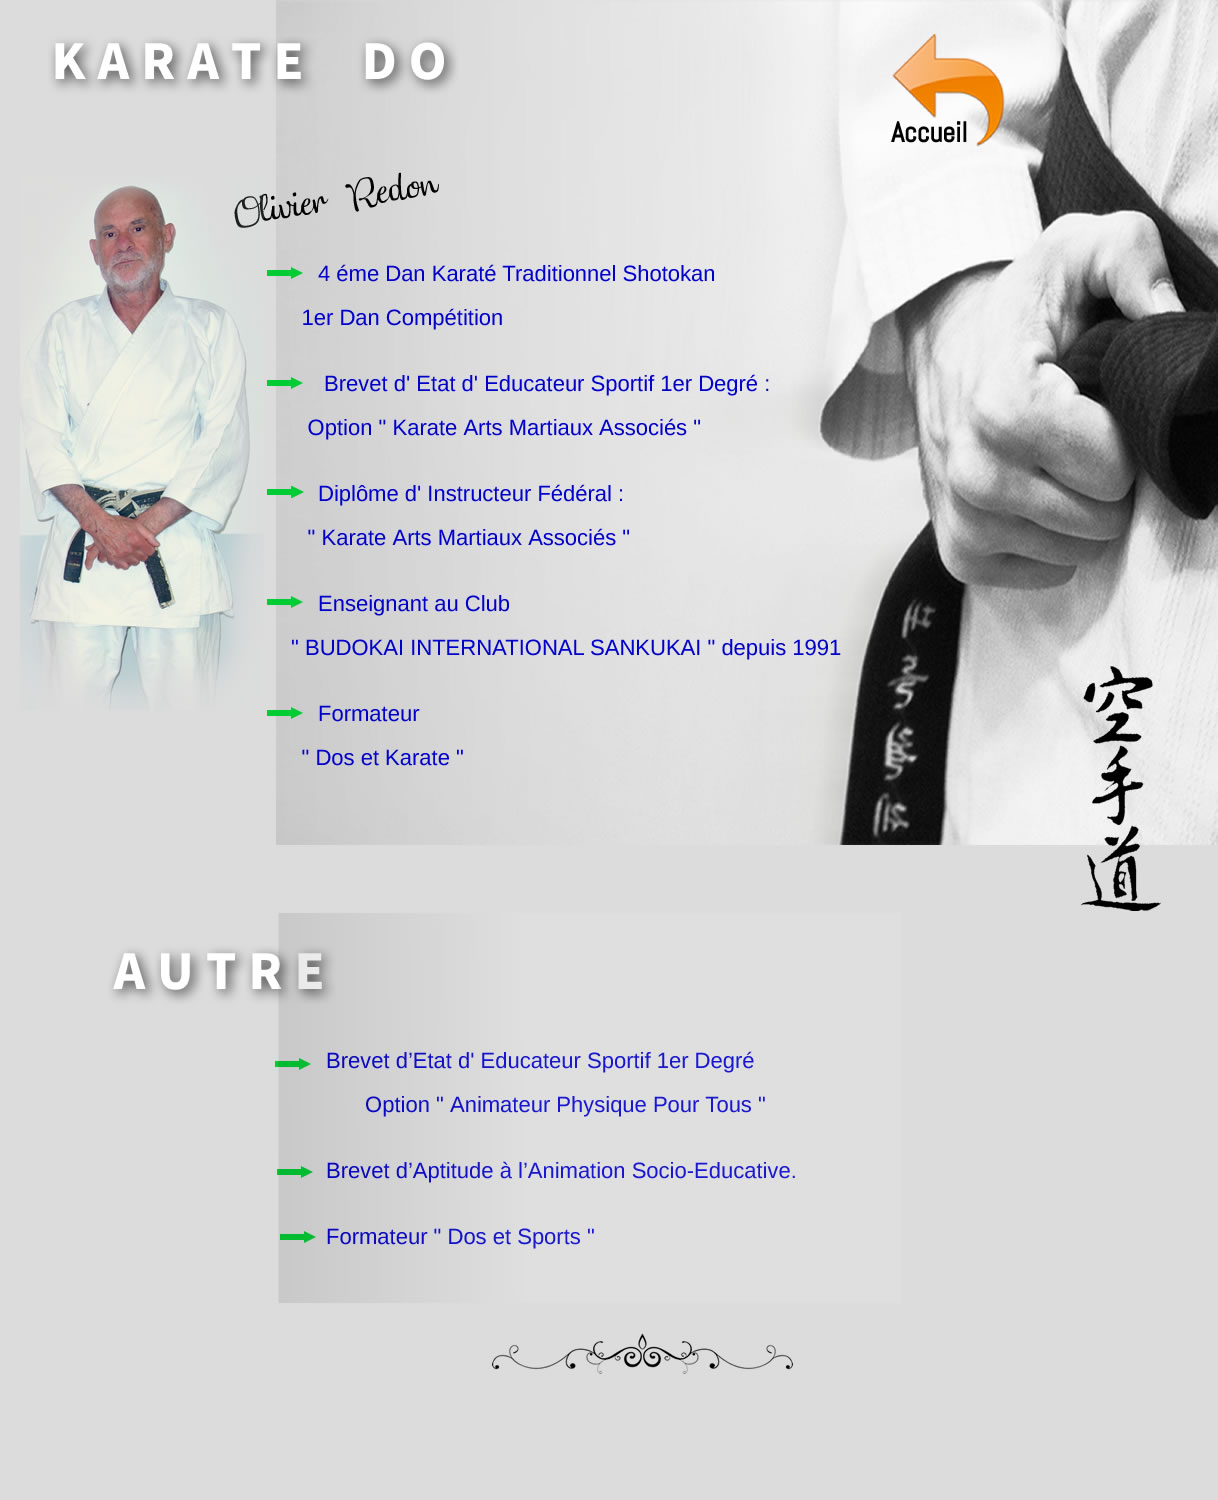 KARATE DO
Accueil
Olivier Redon
4 éme Dan Karaté Traditionnel Shotokan
1er Dan Compétition
Brevet d' Etat d' Educateur Sportif 1er Degré :
Option " Karate Arts Martiaux Associés "
Diplôme d' Instructeur Fédéral :
" Karate Arts Martiaux Associés "
Enseignant au Club
" BUDOKAI INTERNATIONAL SANKUKAI " depuis 1991
Formateur
" Dos et Karate "
空手道
AUTRE
Brevet d’Etat d' Educateur Sportif 1er Degré
Option " Animateur Physique Pour Tous "
Brevet d’Aptitude à l’Animation Socio-Educative.
Formateur " Dos et Sports "